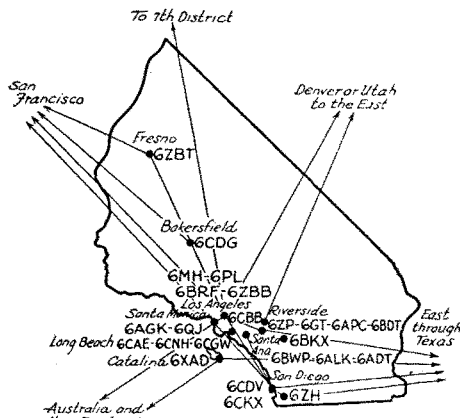 To 7th District
San
Francisco
Denver or Utah
to the East
Fresno
6ZBT
Bakersfield
6CDG
6MH-6PL
6BRF-6ZBB
Los Angeles
Santa Monica
6CBB
Riverside
6AGK-6QJ
6ZP-6GT-6APC-6BDT
East
through
Texas
Long Beach
6CAE-6CNH-6CGW
Santa
Ana
6BKX
Catalina
6XAD
6BWP-6ALK-6ADT
San Diego
6CDV
6CKX
6ZH
Australia and